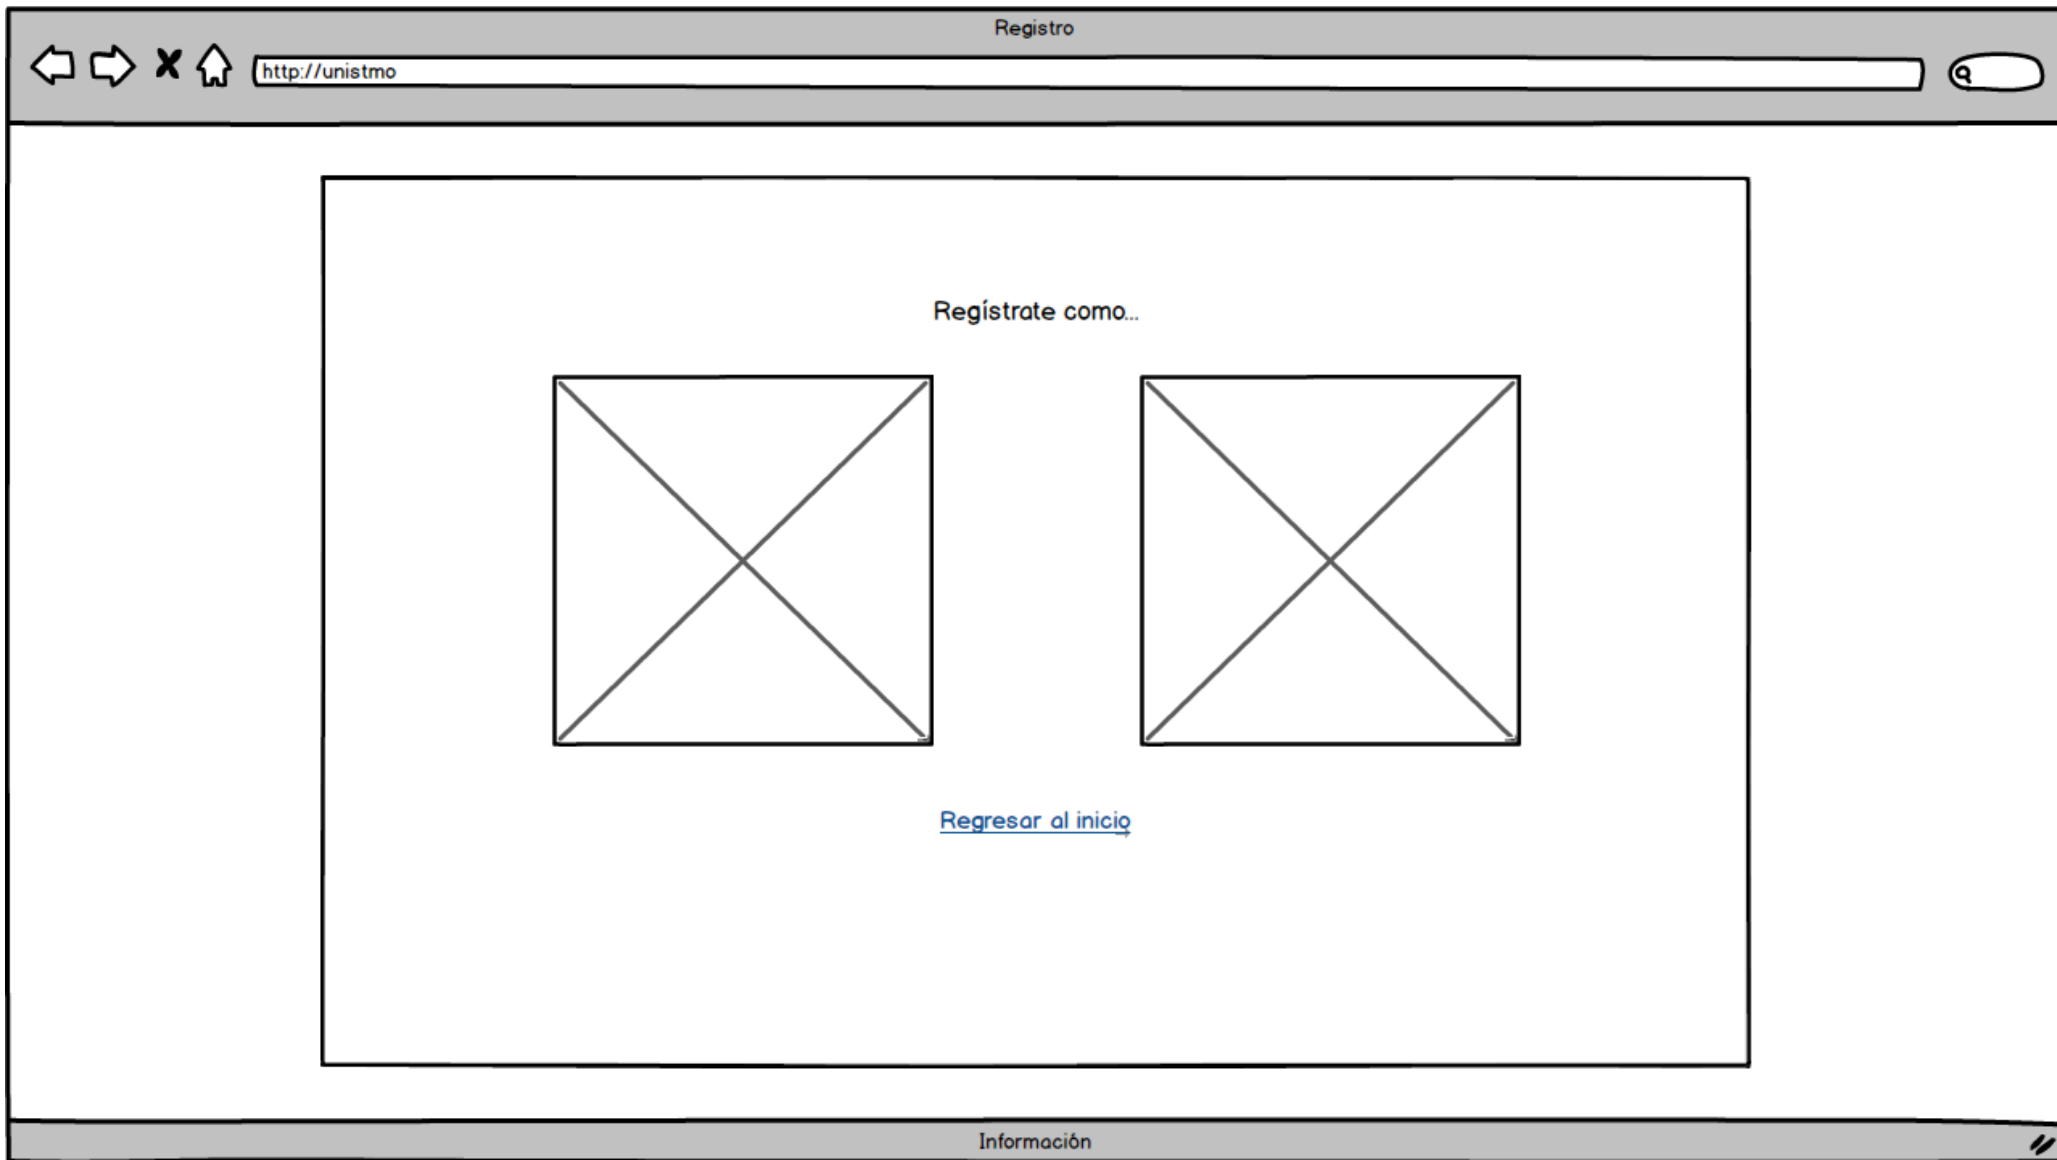 Registro
http://unistmo
Regístrate como...
Regresar al inicio
Información